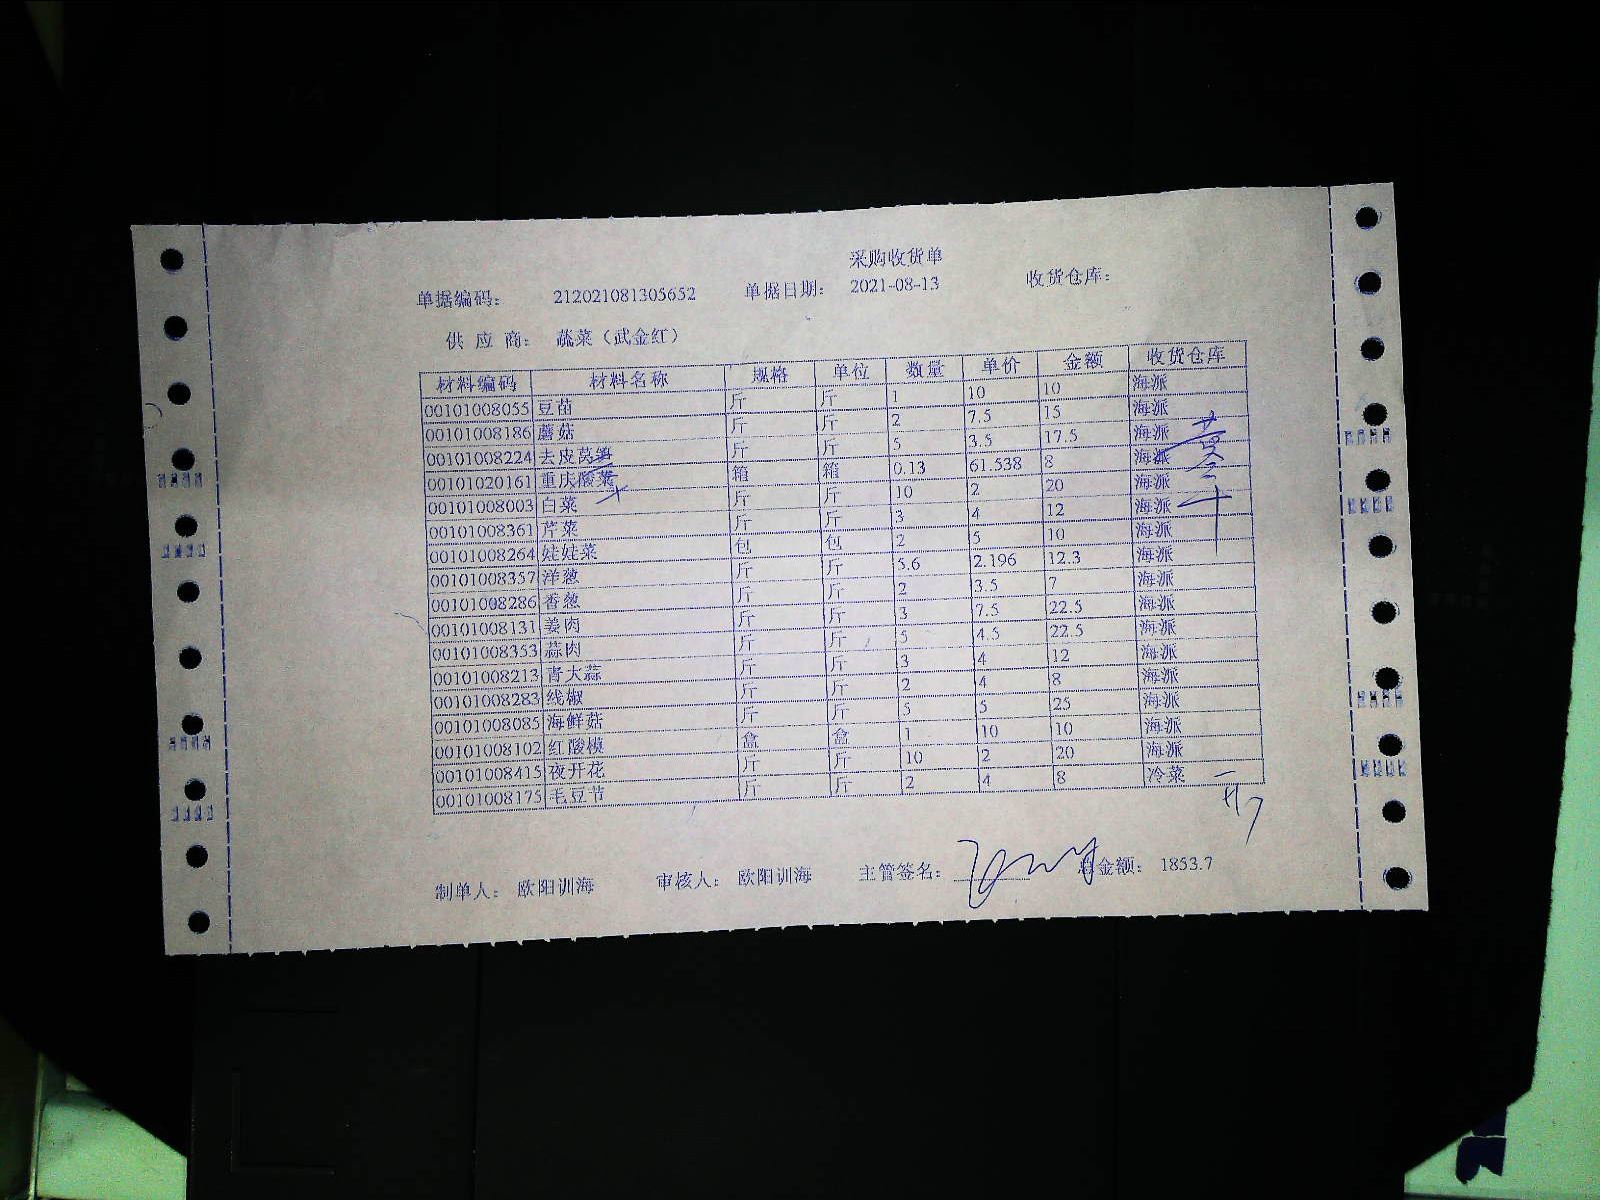 采购收货单
单据编码： 212021081305652 单据日期： 2021-08-13 收货仓库：
供 应 商： 蔬菜（武金红）
材料编码 材料名称 规格 单位 数量 单价 金额 收货仓库
00101008055 豆苗 斤 斤 1 10 10 海派
00101008186 蘑菇 斤 斤 2 7.5 15 海派
00101008224 去皮莴笋 斤 斤 5 3.5 17.5 海派
00101020161 重庆酸菜 箱 箱 0.13 61.538 8 海派
00101008003 白菜 斤 斤 10 2 20 海派
00101008361 芹菜 斤 斤 3 4 12 海派
00101008264 娃娃菜 包 包 2 5 10 海派
00101008357 洋葱 斤 斤 5.6 2.196 12.3 海派
00101008286 香葱 斤 斤 2 3.5 7 海派
00101008131 姜肉 斤 斤 3 7.5 22.5 海派
00101008353 蒜肉 斤 斤 5 4.5 22.5 海派
00101008213 青大蒜 斤 斤 3 4 12 海派
00101008283 线椒 斤 斤 2 4 8 海派
00101008085 海鲜菇 斤 斤 5 5 25 海派
00101008102 红酸模 盒 盒 1 10 10 海派
00101008415 夜开花 斤 斤 10 2 20 海派
00101008175 毛豆节 斤 斤 2 4 8 冷菜
制单人： 欧阳训海 审核人： 欧阳训海 主管签名： 总金额： 1853.7